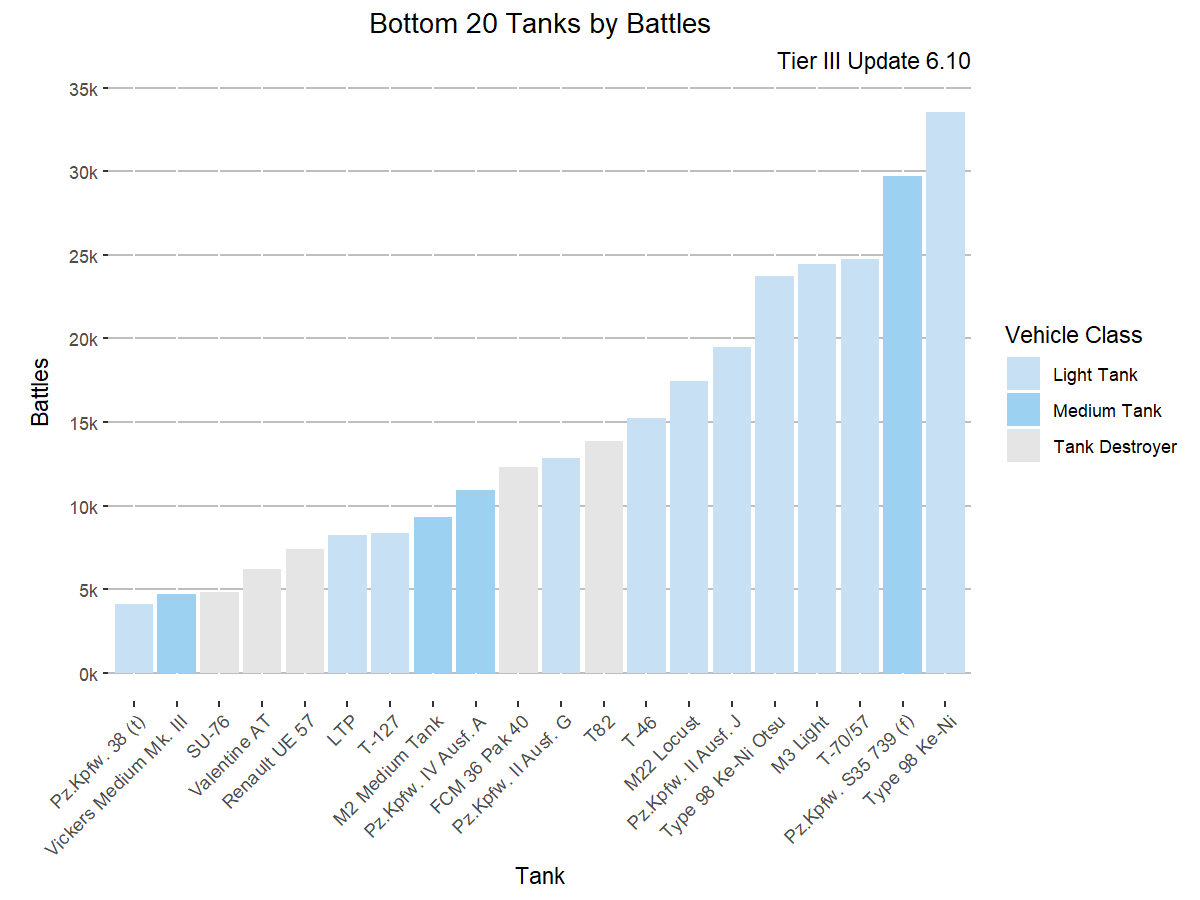 Bottom 20 Tanks by Battles
Tier III Update 6.10
35k
30k
25k
20k
15k
10k
5k
0k
Battles
Pz.Kpfw. 38 (t)
Vickers Medium Mk. III
SU-76
Valentine AT
Renault UE 57
LTP
T-127
M2 Medium Tank
Pz.Kpfw. IV Ausf. A
FCM 36 Pak 40
Pz.Kpfw. II Ausf. G
T82
T-46
M22 Locust
Pz.Kpfw. II Ausf. J
Type 98 Ke-Ni Otsu
M3 Light
T-70/57
Pz.Kpfw. S35 739 (f)
Type 98 Ke-Ni
Tank
Vehicle Class
Light Tank
Medium Tank
Tank Destroyer